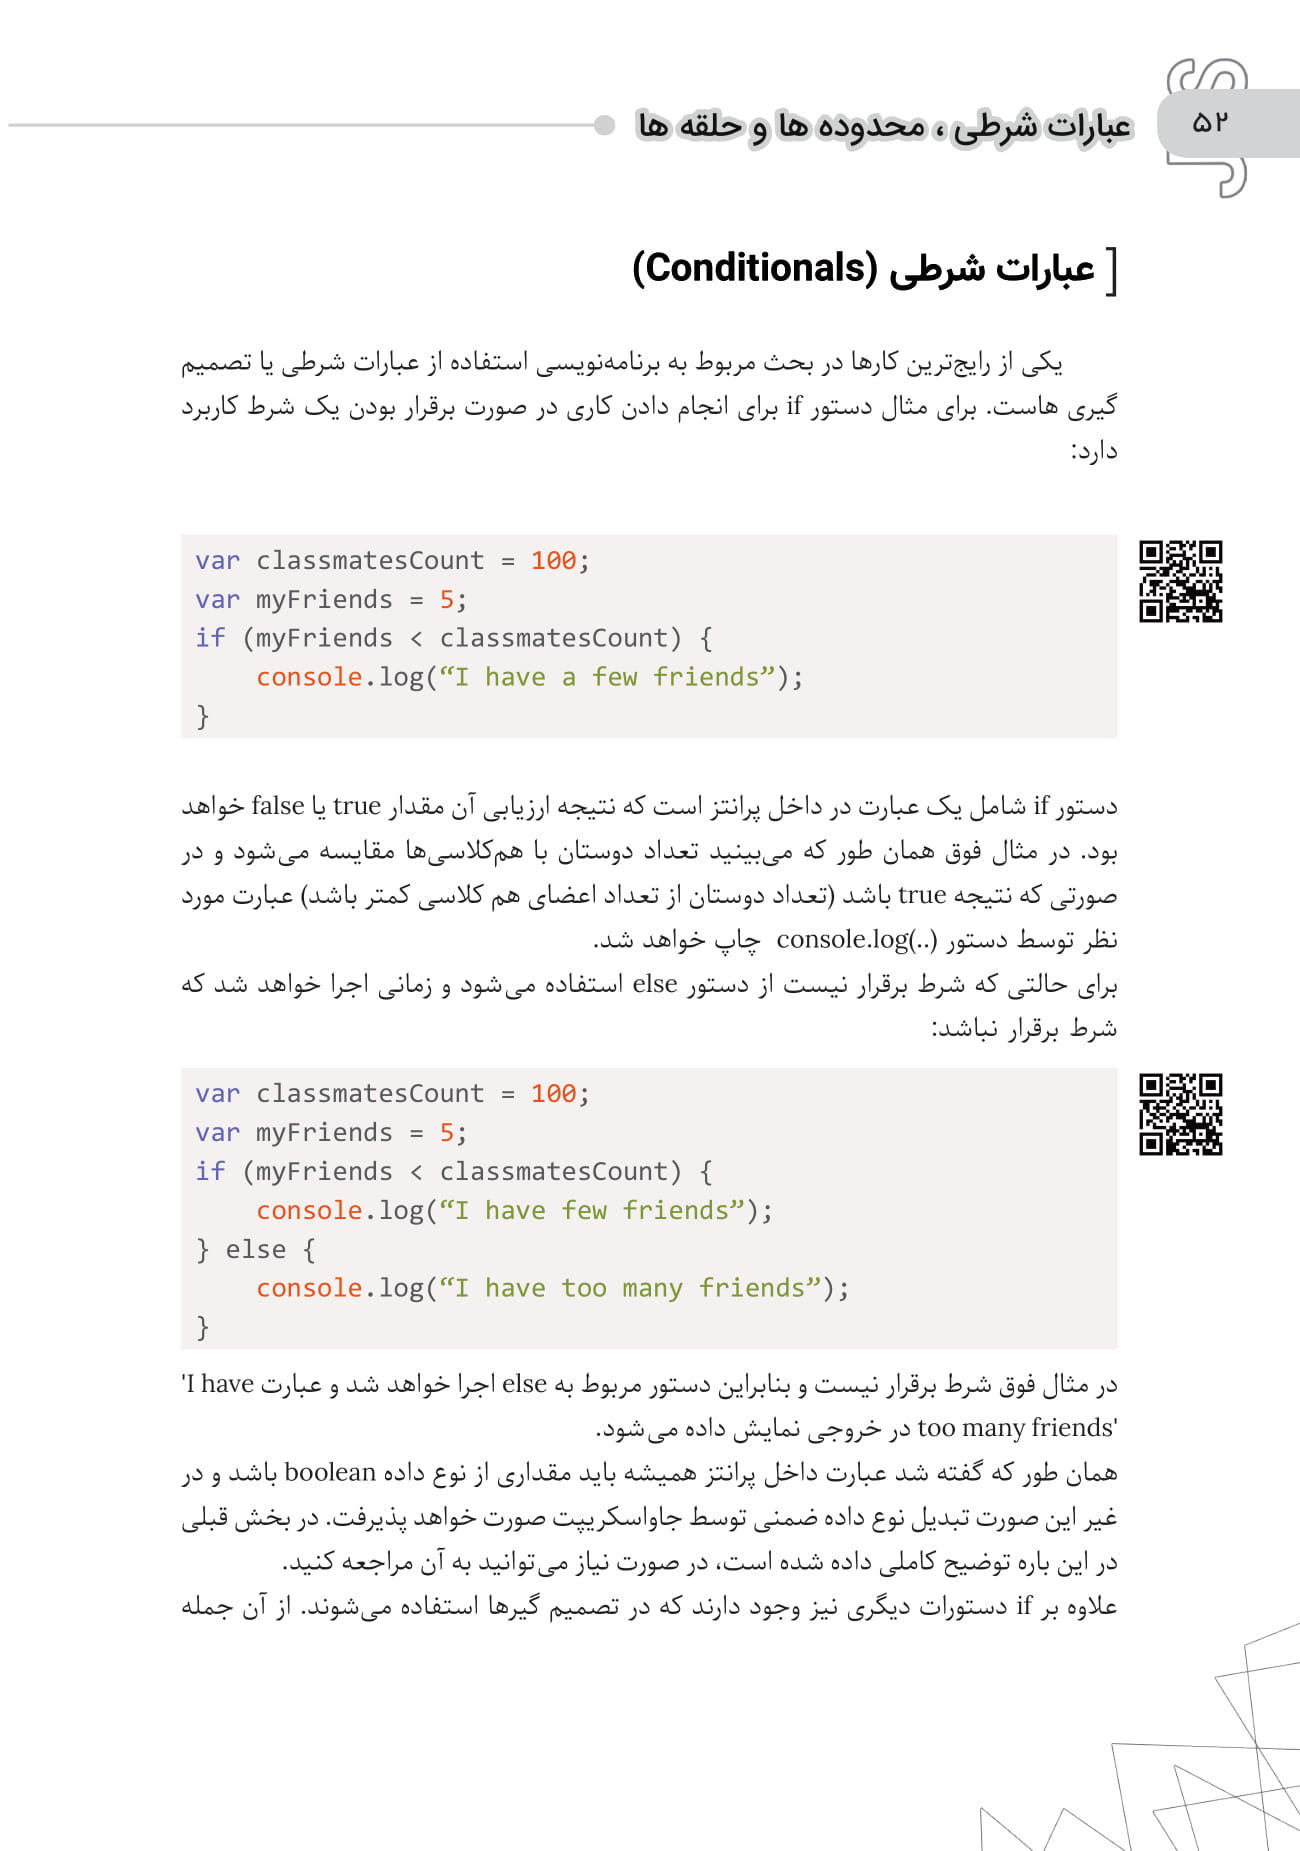 ۵۲
عبارات شرطی ، محدوده ها و حلقه ها
عبارات شرطی (Conditionals)
یکی از رایج‌ترین کارها در بحث مربوط به برنامه‌نویسی استفاده از عبارات شرطی یا تصمیم
گیری هاست. برای مثال دستور if برای انجام دادن کاری در صورت برقرار بودن یک شرط کاربرد
دارد:
var classmatesCount = 100;
var myFriends = 5;
if (myFriends < classmatesCount) {
    console.log(“I have a few friends”);
}
دستور if شامل یک عبارت در داخل پرانتز است که نتیجه ارزیابی آن مقدار true یا false خواهد
بود. در مثال فوق همان طور که می‌بینید تعداد دوستان با هم‌کلاسی‌ها مقایسه می‌شود و در
صورتی که نتیجه true باشد (تعداد دوستان از تعداد اعضای هم کلاسی کمتر باشد) عبارت مورد
نظر توسط دستور console.log(..) چاپ خواهد شد.
برای حالتی که شرط برقرار نیست از دستور else استفاده می‌شود و زمانی اجرا خواهد شد که
شرط برقرار نباشد:
var classmatesCount = 100;
var myFriends = 5;
if (myFriends < classmatesCount) {
    console.log(“I have few friends”);
} else {
    console.log(“I have too many friends”);
}
در مثال فوق شرط برقرار نیست و بنابراین دستور مربوط به else اجرا خواهد شد و عبارت 'I have
too many friends' در خروجی نمایش داده می‌شود.
همان طور که گفته شد عبارت داخل پرانتز همیشه باید مقداری از نوع داده boolean باشد و در
غیر این صورت تبدیل نوع داده ضمنی توسط جاواسکریپت صورت خواهد پذیرفت. در بخش قبلی
در این باره توضیح کاملی داده شده است، در صورت نیاز می‌توانید به آن مراجعه کنید.
علاوه بر if دستورات دیگری نیز وجود دارند که در تصمیم گیرها استفاده می‌شوند. از آن جمله